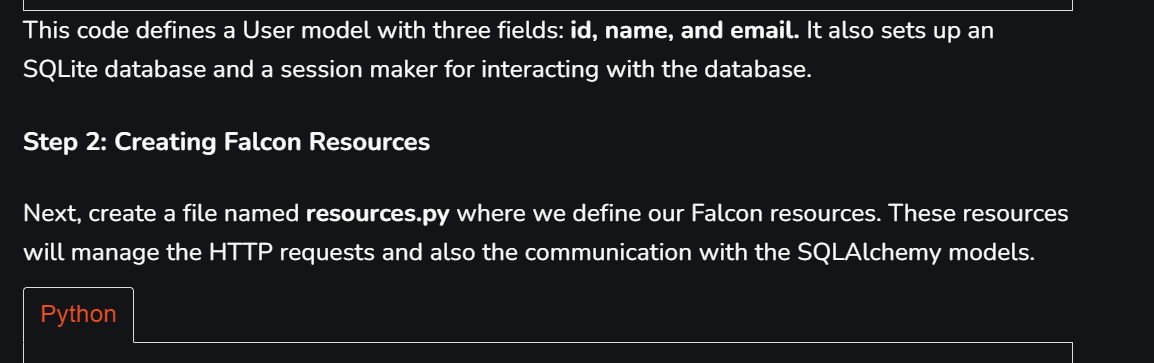 This code defines a User model with three fields: id, name, and email. It also sets up an
SQLite database and a session maker for interacting with the database.
Step 2: Creating Falcon Resources
Next, create a file named resources.py where we define our Falcon resources. These resources
will manage the HTTP requests and also the communication with the SQLAlchemy models.
Python